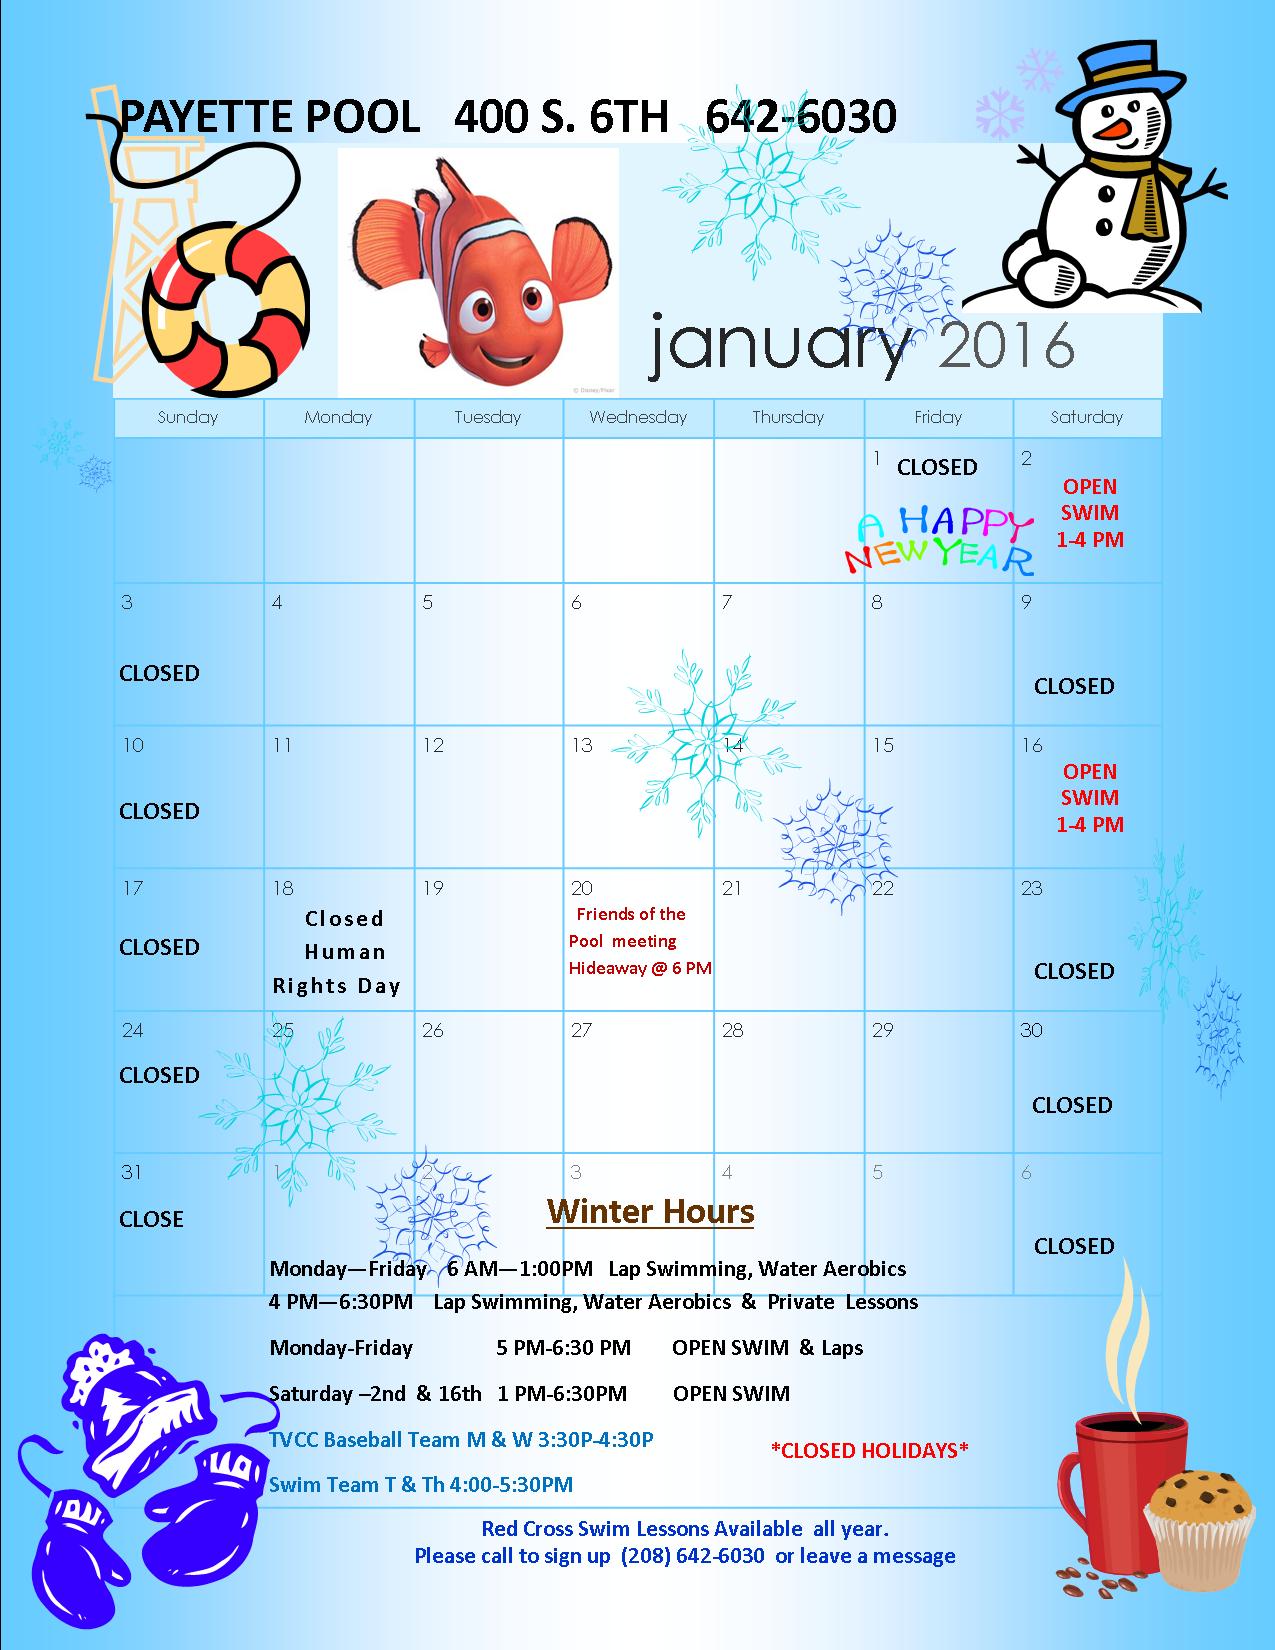 PAYETTE POOL 400 S. 6TH 642-6030
© Disney/Pixar
january 2016
Sunday Monday Tuesday Wednesday Thursday Friday Saturday
1 CLOSED
A HAPPY
NEW YEAR
2
OPEN
SWIM
1-4 PM
3
CLOSED
4
5
6
7
8
9
CLOSED
10
CLOSED
11
12
13
14
15
16
OPEN
SWIM
1-4 PM
17
CLOSED
18
Closed
Human
Rights Day
19
20
Friends of the
Pool meeting
Hideaway @ 6 PM
21
22
23
CLOSED
24
CLOSED
25
26
27
28
29
30
CLOSED
31
CLOSE
1
2
3
4
5
6
CLOSED
Winter Hours
Monday—Friday 6 AM—1:00PM Lap Swimming, Water Aerobics
4 PM—6:30PM Lap Swimming, Water Aerobics & Private Lessons
Monday-Friday 5 PM-6:30 PM OPEN SWIM & Laps
Saturday –2nd & 16th 1 PM-6:30PM OPEN SWIM
TVCC Baseball Team M & W 3:30P-4:30P
*CLOSED HOLIDAYS*
Swim Team T & Th 4:00-5:30PM
Red Cross Swim Lessons Available all year.
Please call to sign up (208) 642-6030 or leave a message